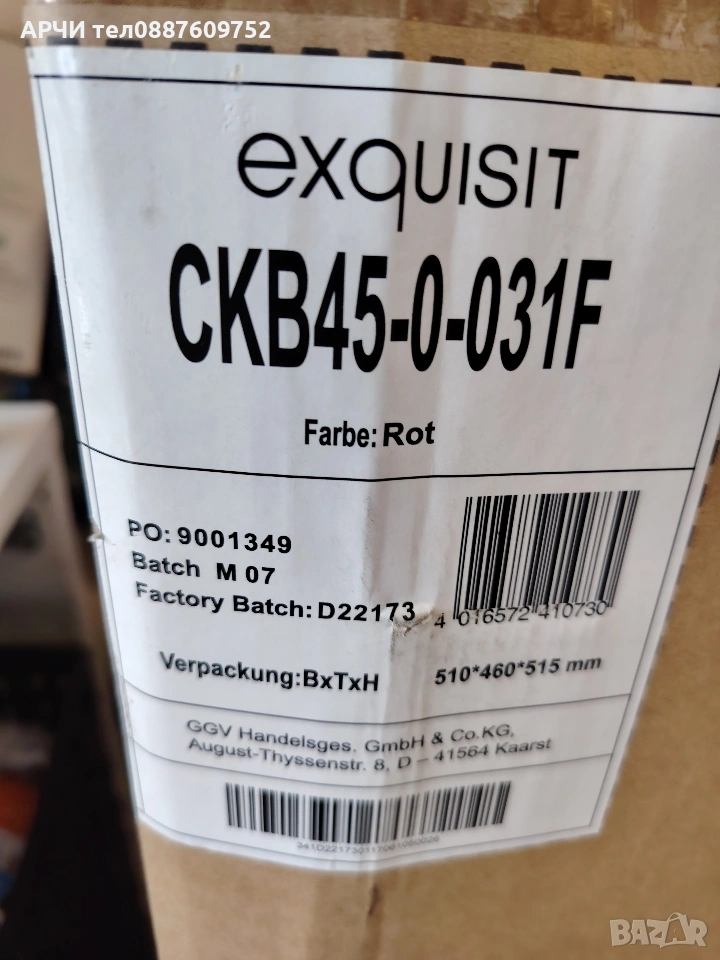 АРЧИ тел0887609752
exquisit
CKB45-0-031F
Farbe: Rot
PO: 9001349
Batch M 07
Factory Batch: D22173
4 016572 410730
Verpackung:BxTxH 510*460*515 mm
GGV Handelsges. GmbH & Co.KG,
August-Thyssenstr. 8, D – 41564 Kaarst
BAZAR